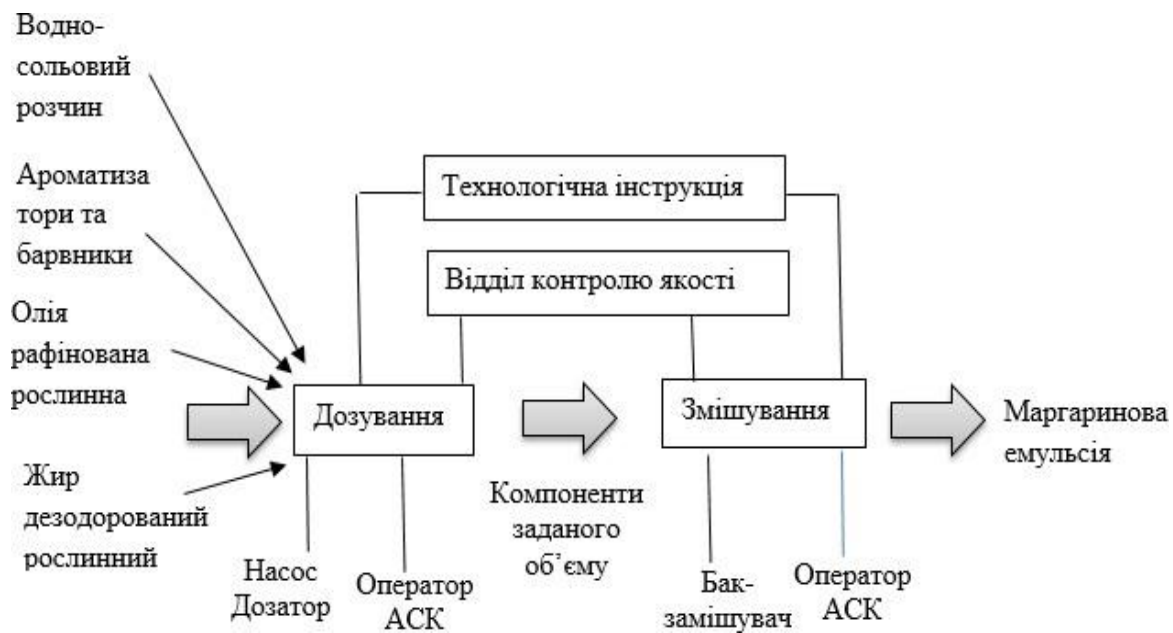 Водно-
сольовий
розчин
Ароматиза
тори та
барвники
Олія
рафінована
рослинна
Жир
дезодорований
рослинний
Технологічна інструкція
Відділ контролю якості
Дозування
Змішування
Маргаринова
емульсія
Компоненти
заданого
об’єму
Насос
Дозатор
Оператор
АСК
Бак-
замішувач
Оператор
АСК